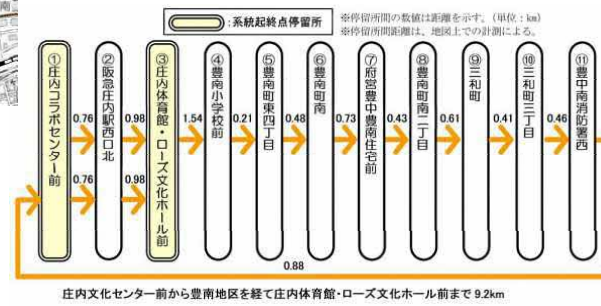 南
:系統起終点停留所
※停留所間の数値は距離を示す。(単位:km)
※停留所間距離は、地図上での計測による。
①庄内コラボセンター前
②阪急庄内駅西口北
③庄内体育館・ローズ文化ホール前
④豊南小学校前
⑤豊南町東四丁目
⑥豊南町南
⑦府営豊中豊南住宅前
⑧豊南町南二丁目
⑨三和町
⑩三和町三丁目
⑪豊中南消防署西
0.76
0.98
1.54
0.21
0.48
0.73
0.43
0.61
0.41
0.46
0.76
0.98
0.88
庄内文化センター前から豊南地区を経て庄内体育館・ローズ文化ホール前まで 9.2km